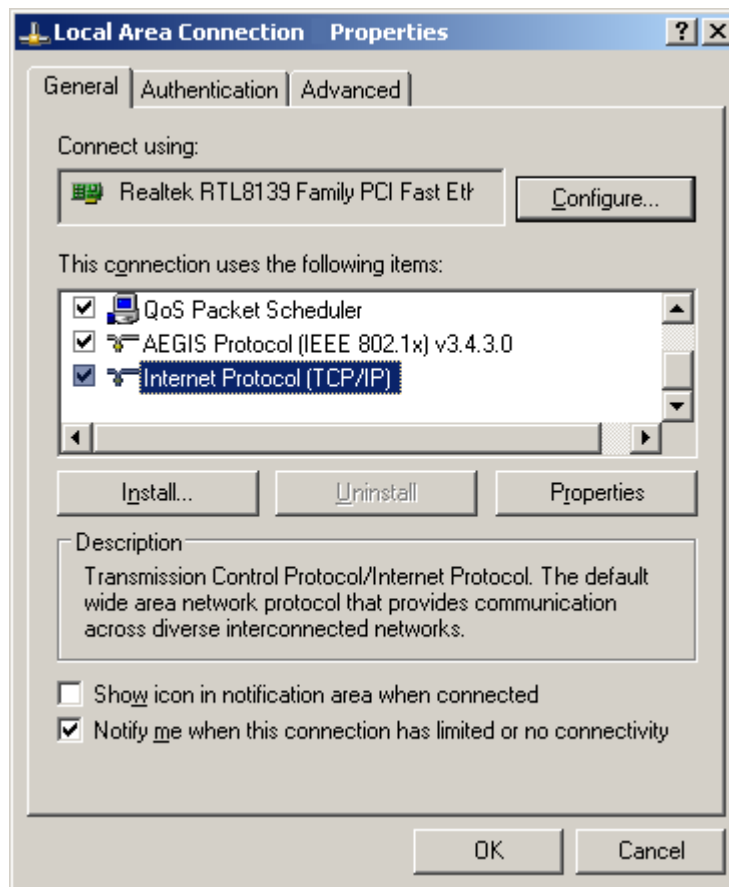 Local Area Connection Properties
General Authentication Advanced
Connect using:
Realtek RTL8139 Family PCI Fast Eth
Configure...
This connection uses the following items:
QoS Packet Scheduler
AEGIS Protocol (IEEE 802.1x) v3.4.3.0
Internet Protocol (TCP/IP)
Install... Uninstall Properties
Description
Transmission Control Protocol/Internet Protocol. The default
wide area network protocol that provides communication
across diverse interconnected networks.
Show icon in notification area when connected
Notify me when this connection has limited or no connectivity
OK Cancel